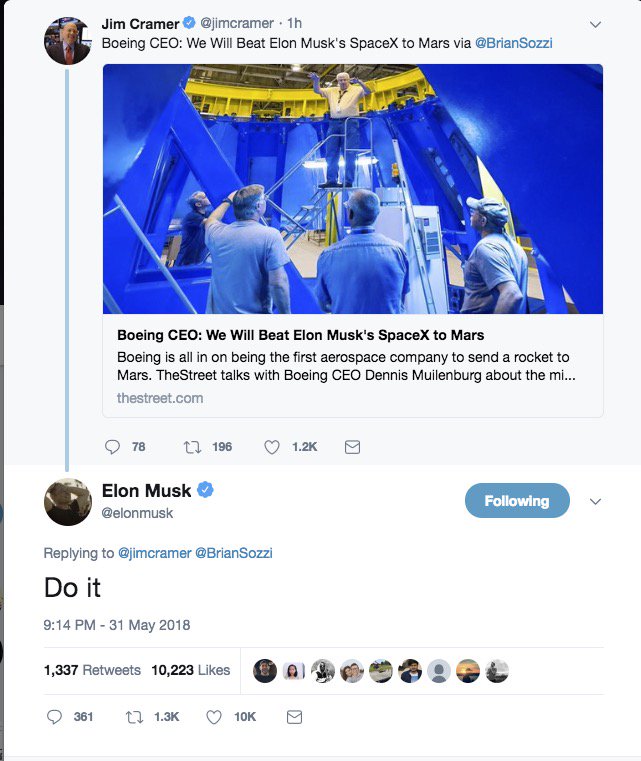 Jim Cramer @jimcramer · 1h
Boeing CEO: We Will Beat Elon Musk's SpaceX to Mars via @BrianSozzi
Boeing CEO: We Will Beat Elon Musk's SpaceX to Mars
Boeing is all in on being the first aerospace company to send a rocket to
Mars. TheStreet talks with Boeing CEO Dennis Muilenburg about the mi...
thestreet.com
78 196 1.2K
Elon Musk
@elonmusk
Following
Replying to @jimcramer @BrianSozzi
Do it
9:14 PM - 31 May 2018
1,337 Retweets 10,223 Likes
361 1.3K 10K